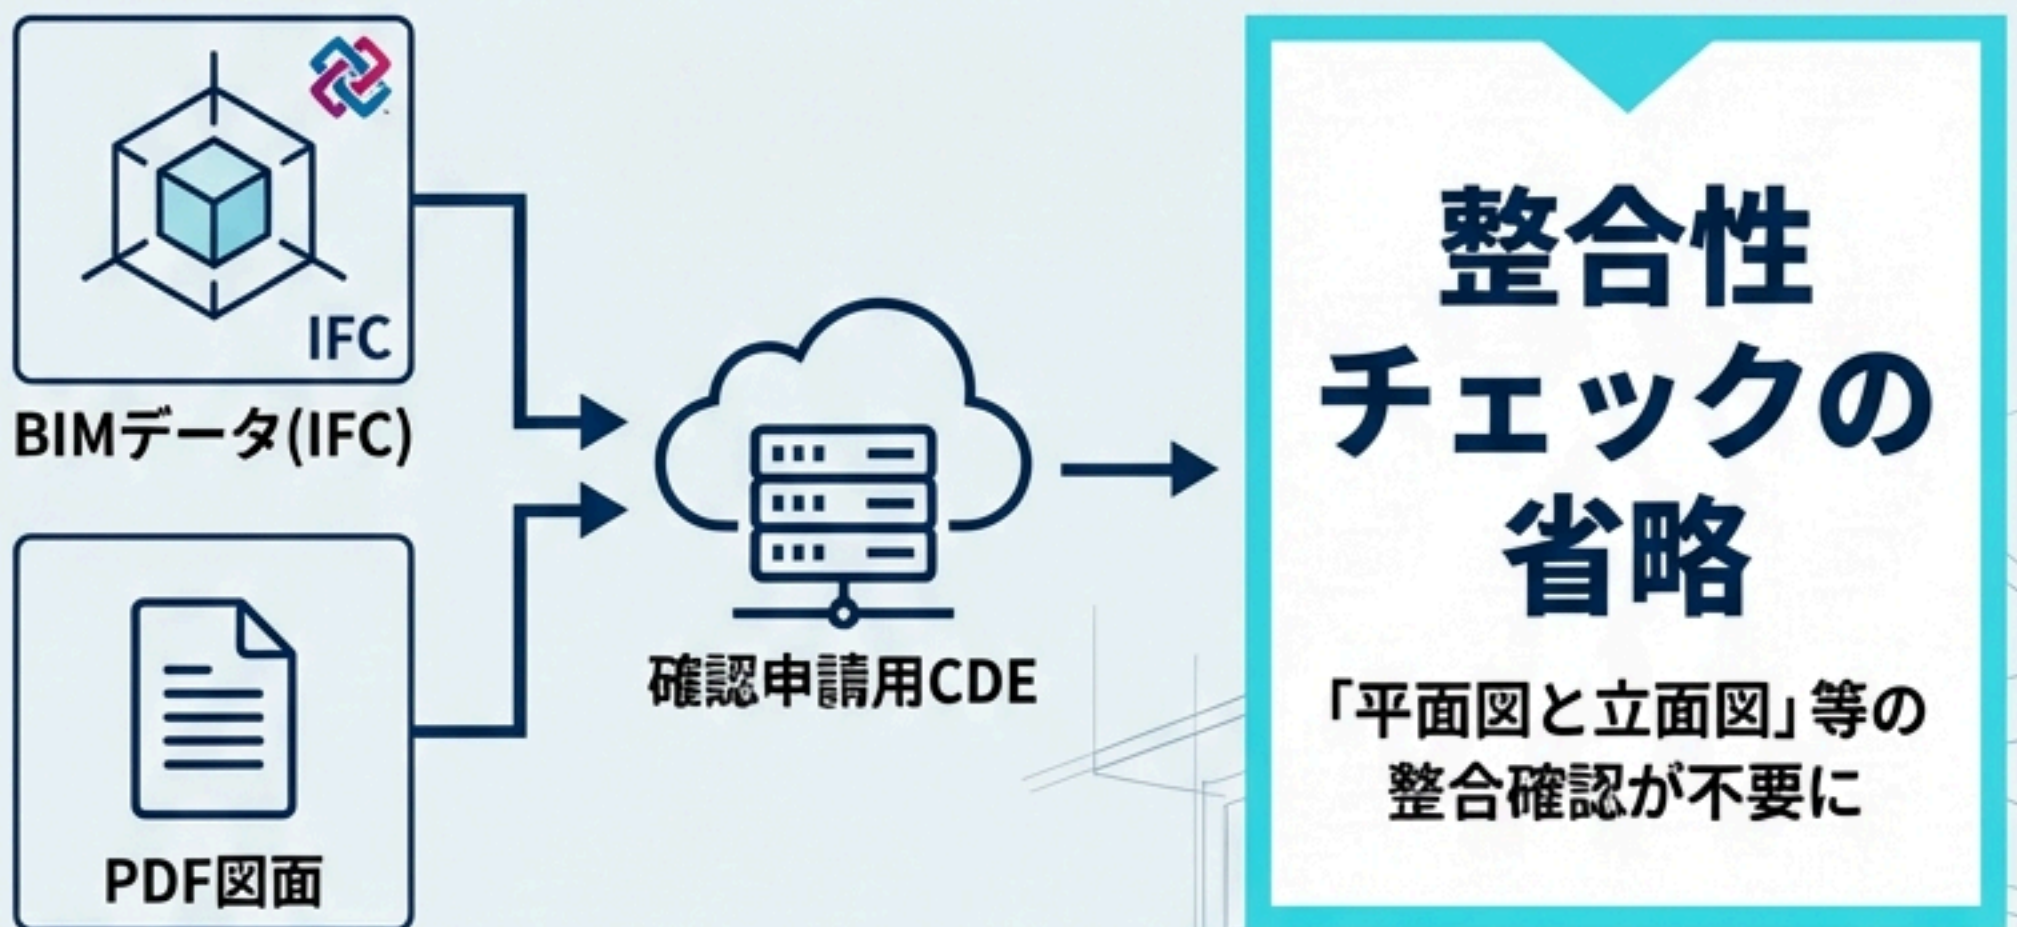 IFC
BIMデータ(IFC)
PDF図面
確認申請用CDE
整合性
チェックの
省略
「平面図と立面図」等の
整合確認が不要に